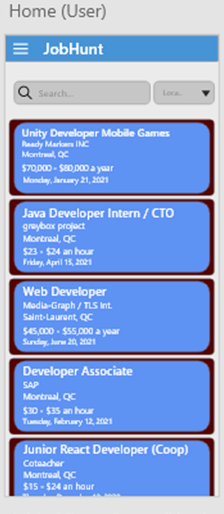 Home (User)
JobHunt
Search...
Loca..
Unity Developer Mobile Games
Ready Markers INC
Montreal, QC
$70,000 - $80,000 a year
Monday, January 21, 2021
Java Developer Intern / CTO
greybox project
Montreal, QC
$23 - $24 an hour
Friday, April 15, 2021
Web Developer
Media-Graph / TLS Int.
Saint-Laurent, QC
$45,000 - $55,000 a year
Sunday, June 20, 2021
Developer Associate
SAP
Montreal, QC
$30 - $35 an hour
Tuesday, February 12, 2021
Junior React Developer (Coop)
Coteacher
Montreal, QC
$15 - $24 an hour